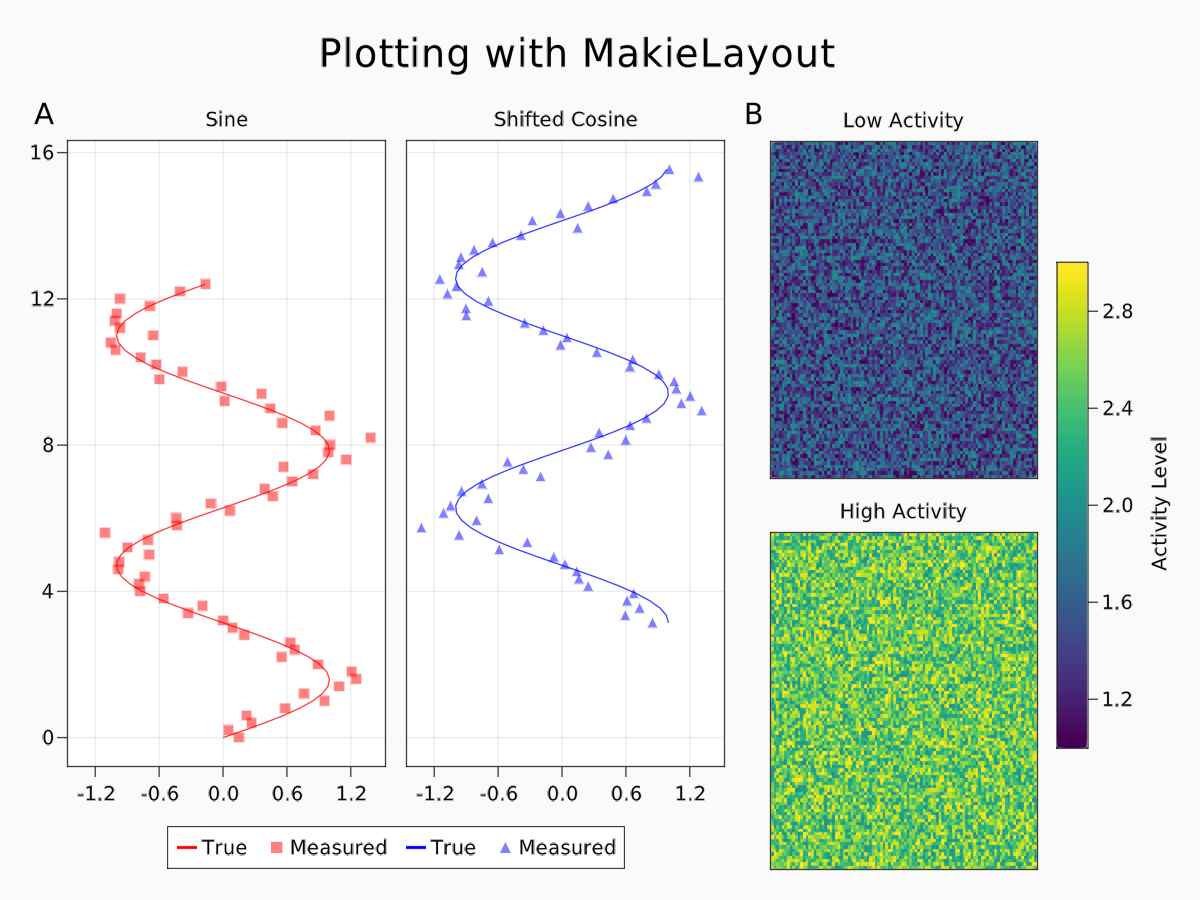 Plotting with MakieLayout
A
Sine
Shifted Cosine
16
12
8
4
0
-1.2 -0.6 0.0 0.6 1.2
-1.2 -0.6 0.0 0.6 1.2
True Measured True Measured
B
Low Activity
High Activity
2.8
2.4
2.0
1.6
1.2
Activity Level